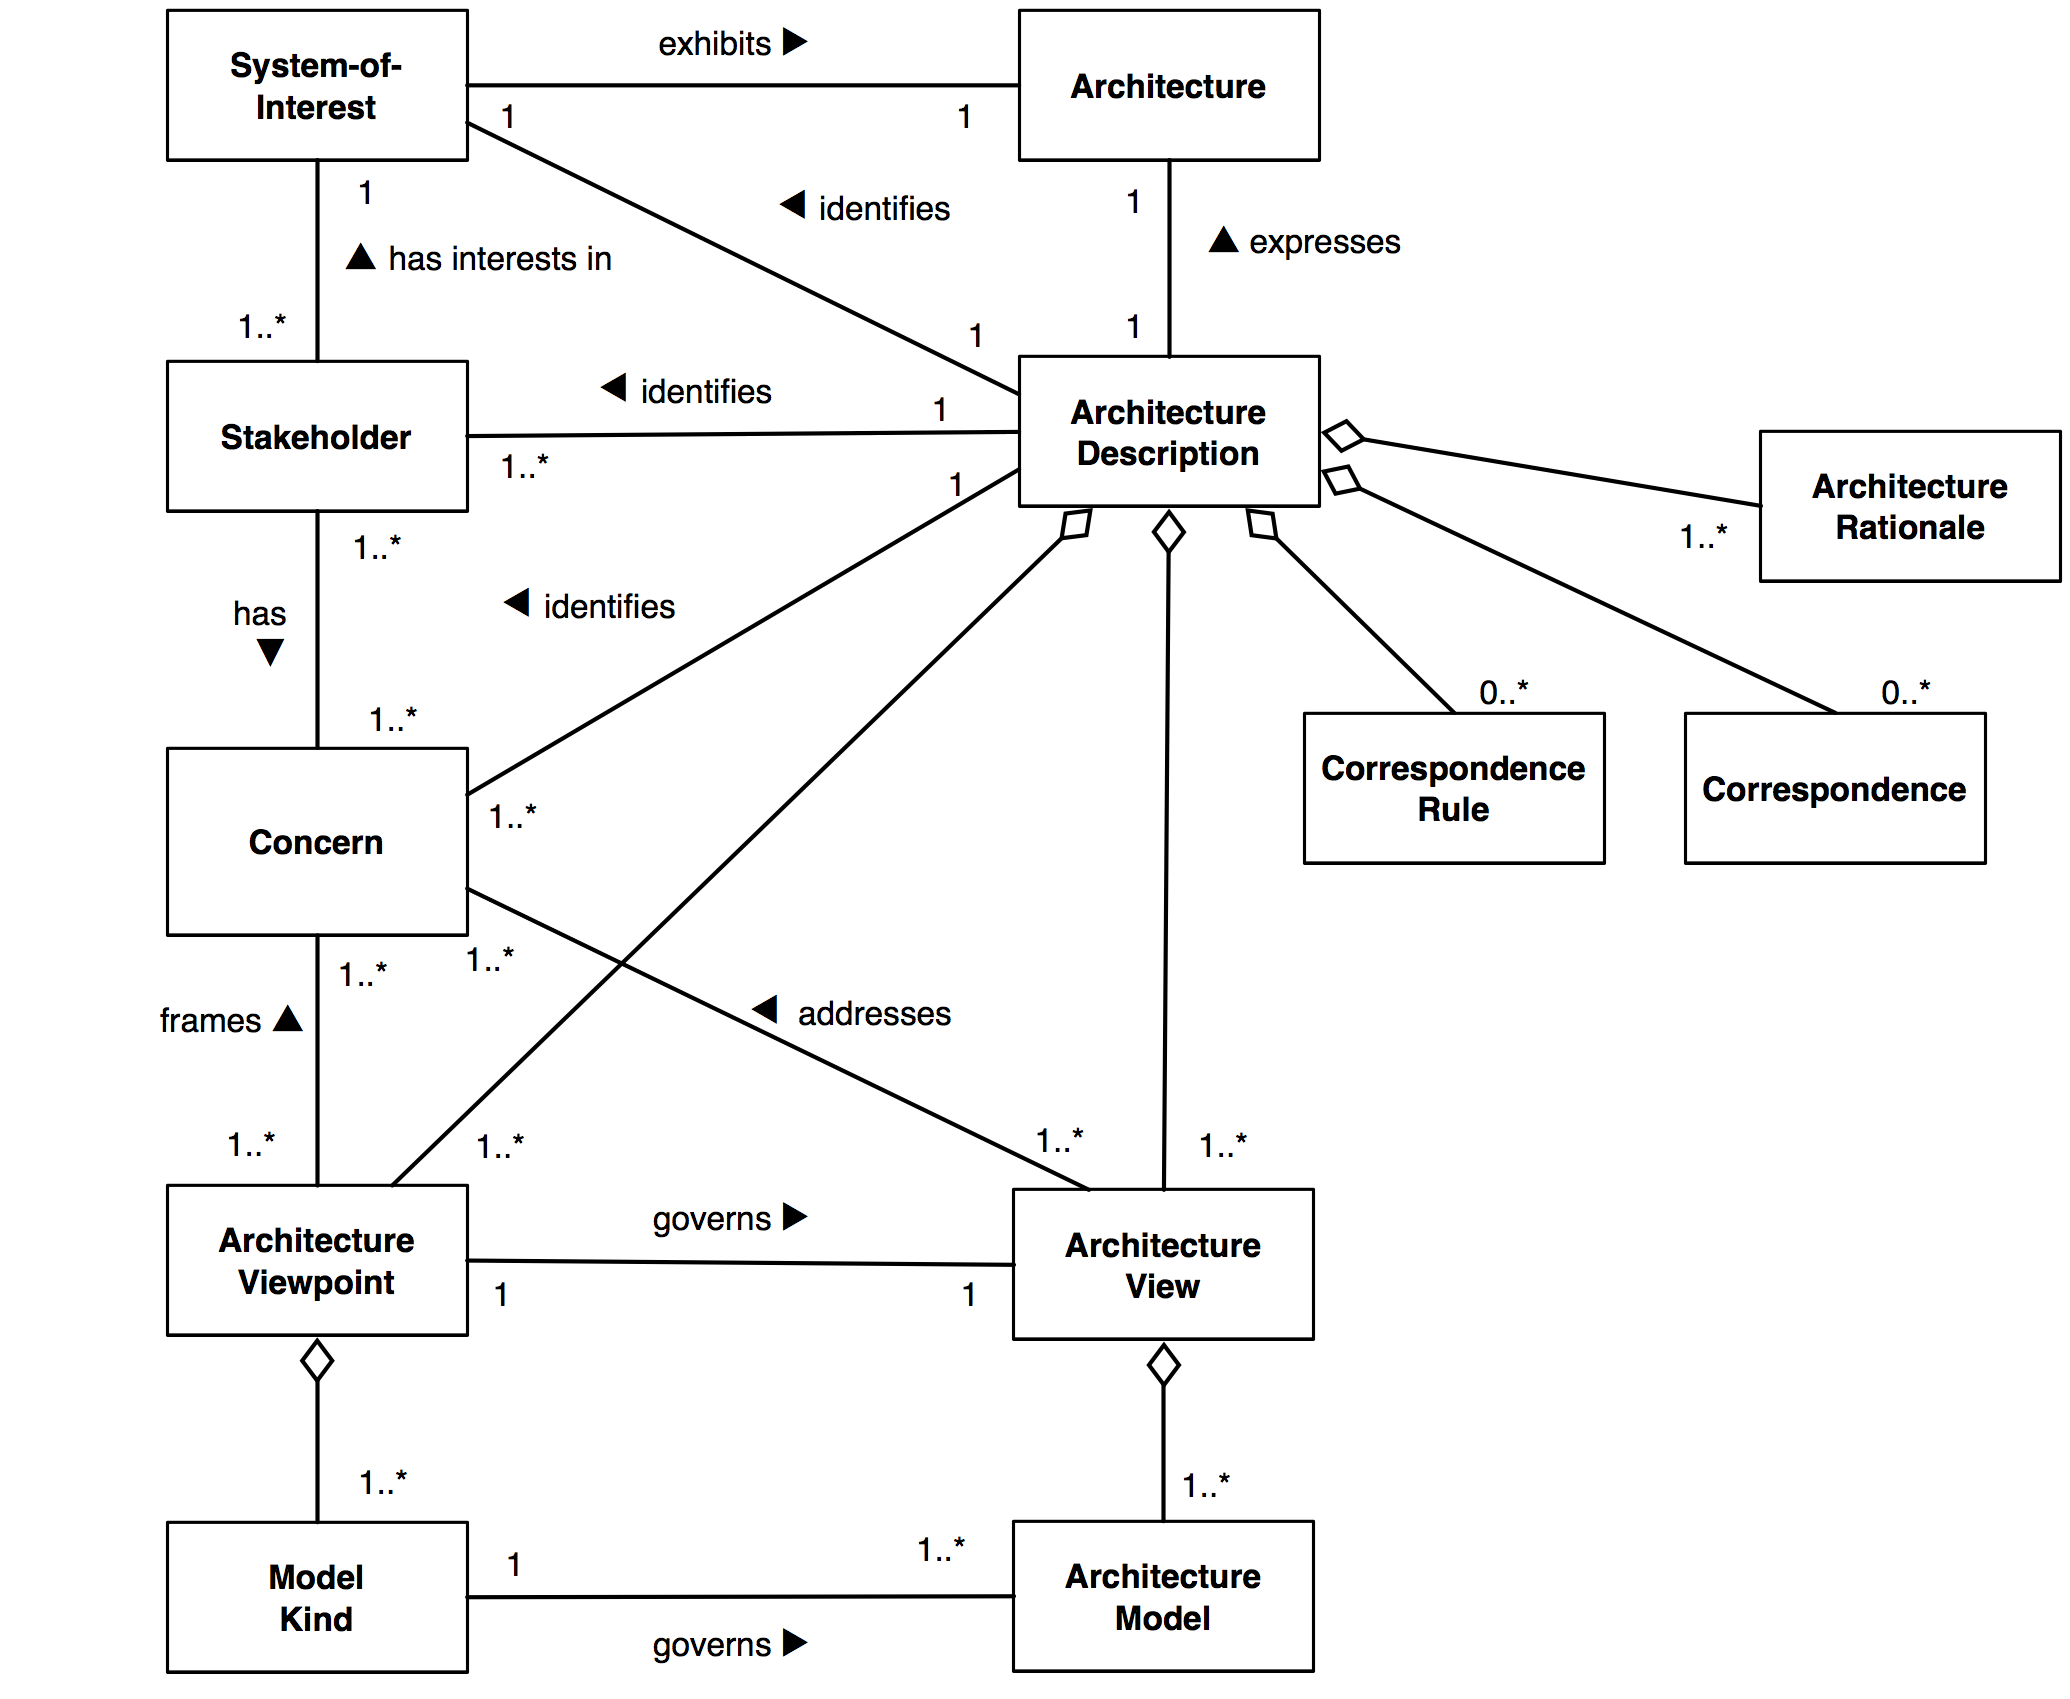 System-of-
Interest
exhibits ►
Architecture
1
1
1
◄ identifies
1
▲ has interests in
▲ expresses
1..*
1
1
Stakeholder
◄ identifies
1
1..*
Architecture
Description
1
Architecture
Rationale
1..*
1..*
has
▼
◄ identifies
1..*
0..*
0..*
Correspondence
Rule
Correspondence
1..*
Concern
1..*
1..*
frames ▲
◄ addresses
1..*
1..*
1..*
1..*
Architecture
Viewpoint
governs ►
1
1
Architecture
View
1..*
1..*
Model
Kind
1
1..*
governs ►
Architecture
Model